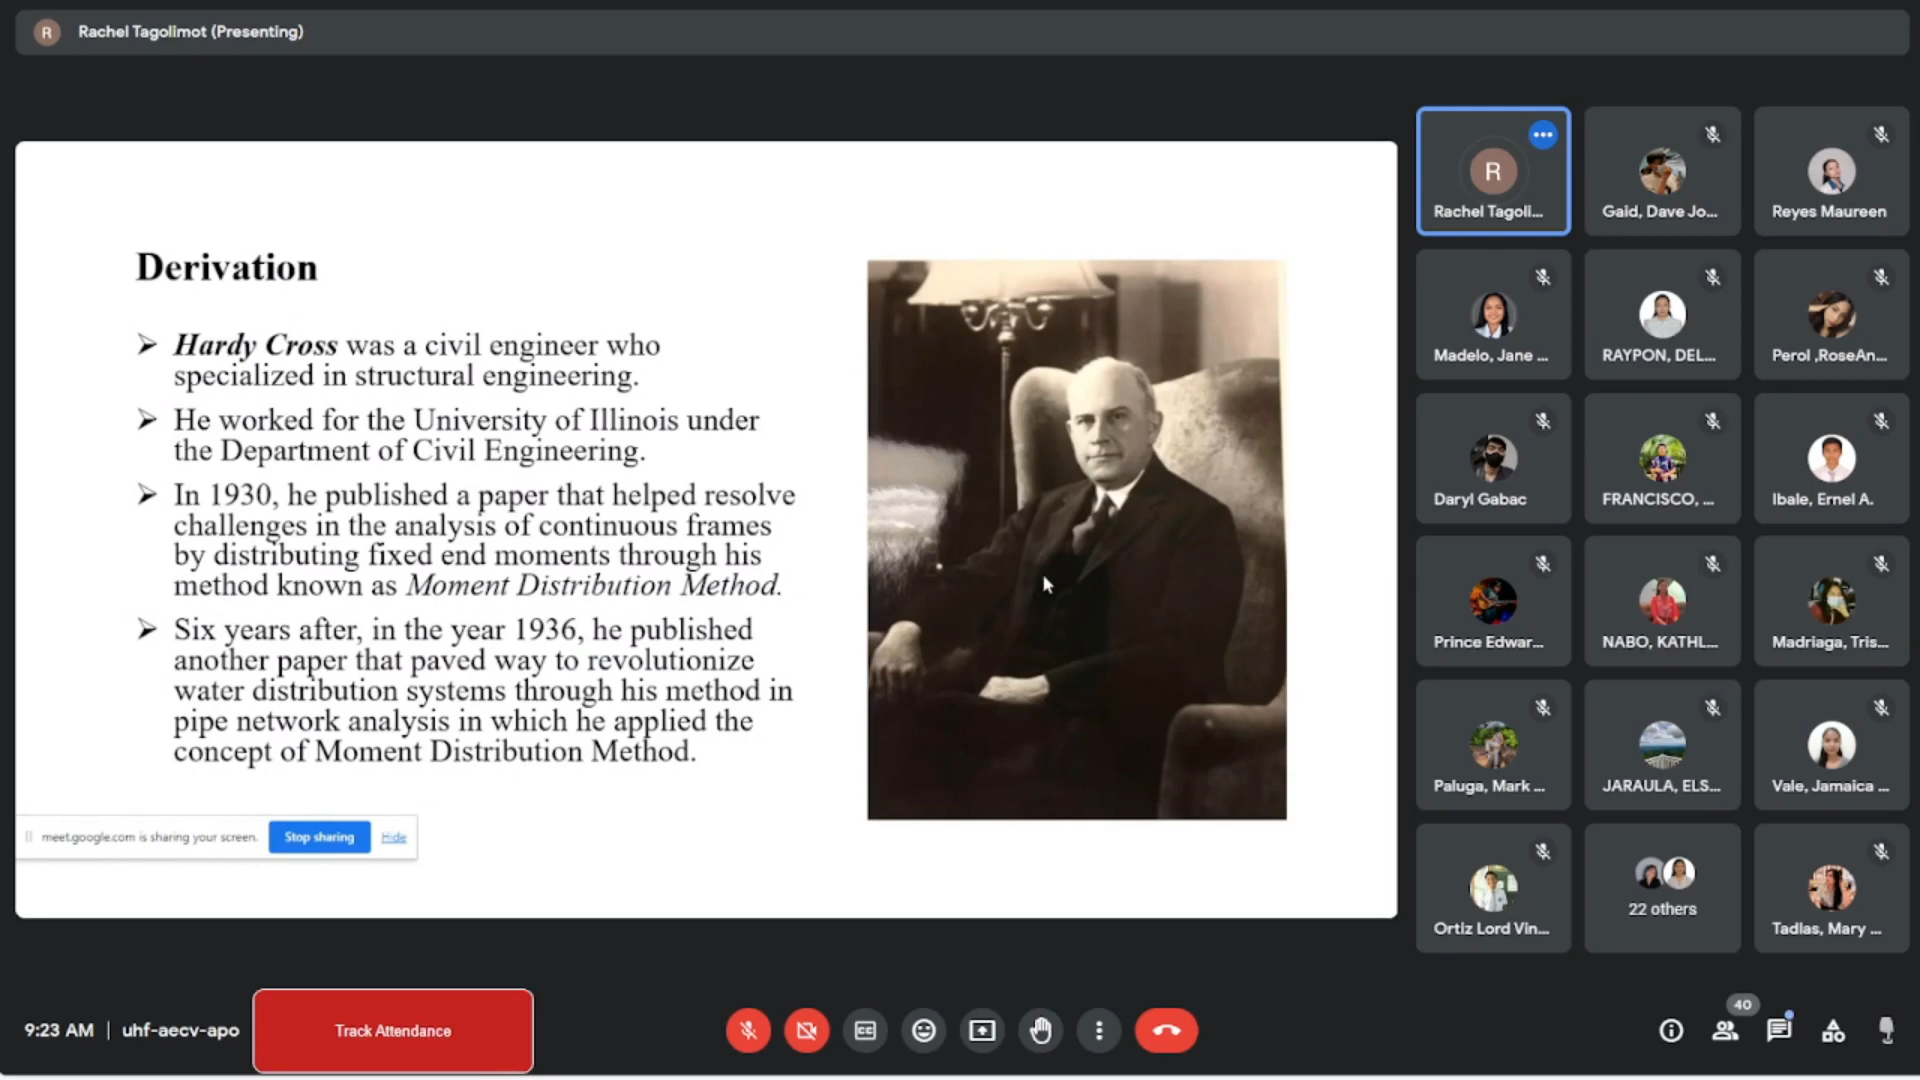 R
Rachel Tagolimot (Presenting)
Derivation
Hardy Cross was a civil engineer who
specialized in structural engineering.
He worked for the University of Illinois under
the Department of Civil Engineering.
In 1930, he published a paper that helped resolve
challenges in the analysis of continuous frames
by distributing fixed end moments through his
method known as Moment Distribution Method.
Six years after, in the year 1936, he published
another paper that paved way to revolutionize
water distribution systems through his method in
pipe network analysis in which he applied the
concept of Moment Distribution Method.
meet.google.com is sharing your screen.
Stop sharing
Hide
R
Rachel Tagoli...
Gaid, Dave Jo...
Reyes Maureen
Madelo, Jane ...
RAYPON, DEL...
Perol ,RoseAn...
Daryl Gabac
FRANCISCO, ...
Ibale, Ernel A.
Prince Edwar...
NABO, KATHL...
Madriaga, Tris...
Paluga, Mark ...
JARAULA, ELS...
Vale, Jamaica ...
Ortiz Lord Vin...
22 others
Tadlas, Mary ...
9:23 AM | uhf-aecv-apo
Track Attendance
CC
40